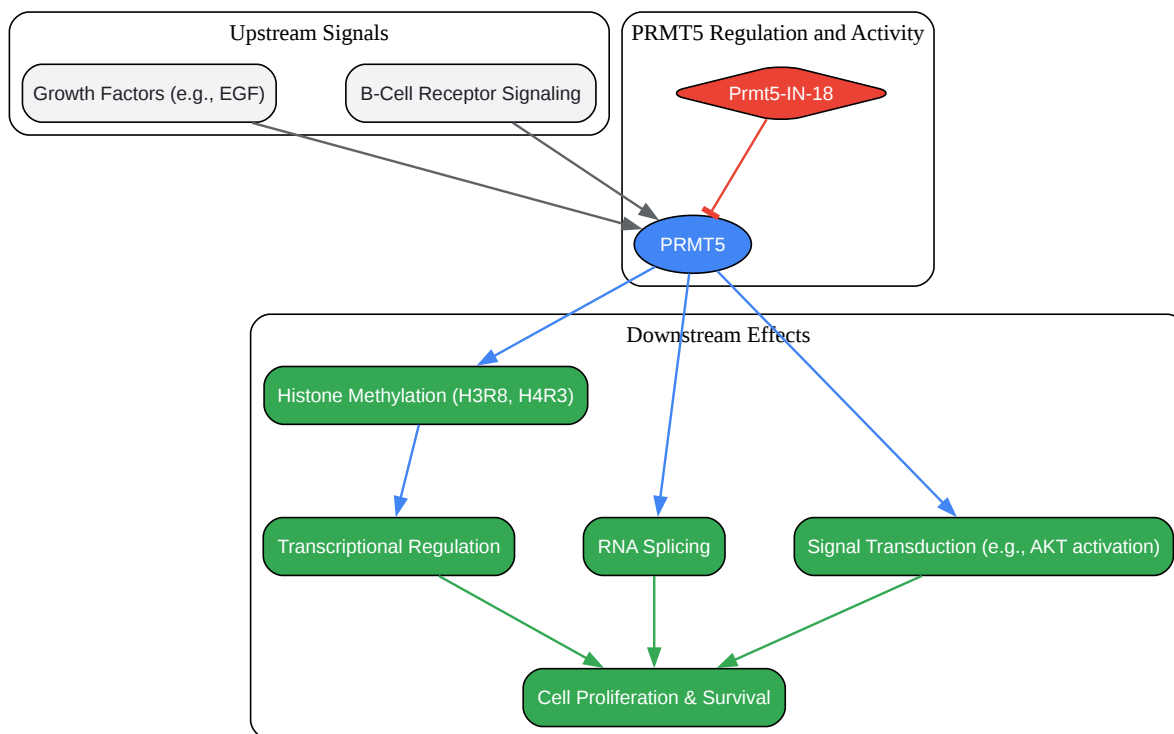 Upstream Signals
PRMT5 Regulation and Activity
Growth Factors (e.g., EGF)
B-Cell Receptor Signaling
Prmt5-IN-18
PRMT5
Downstream Effects
Histone Methylation (H3R8, H4R3)
Transcriptional Regulation
RNA Splicing
Signal Transduction (e.g., AKT activation)
Cell Proliferation & Survival